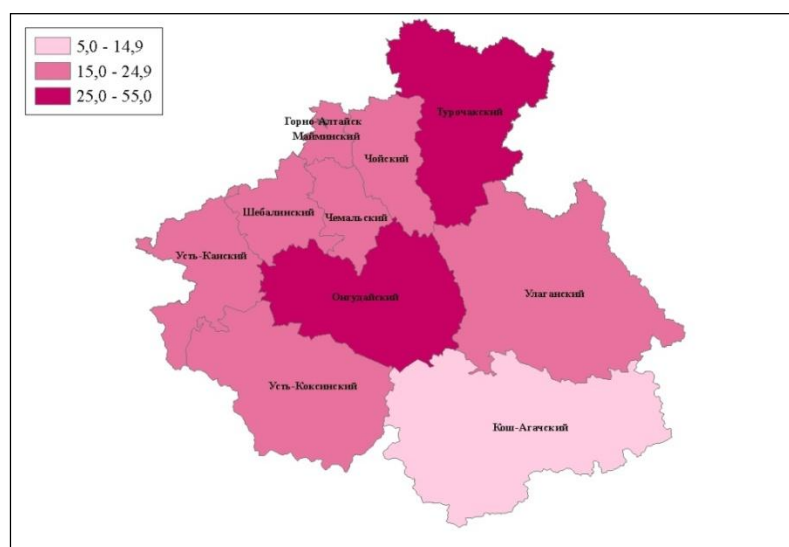 5,0 - 14,9
15,0 - 24,9
25,0 - 55,0
Турочакский
Горно-Алтайск
Майминский
Чойский
Шебалинский
Чемальский
Усть-Канский
Онгудайский
Улаганский
Усть-Коксинский
Кош-Агачский